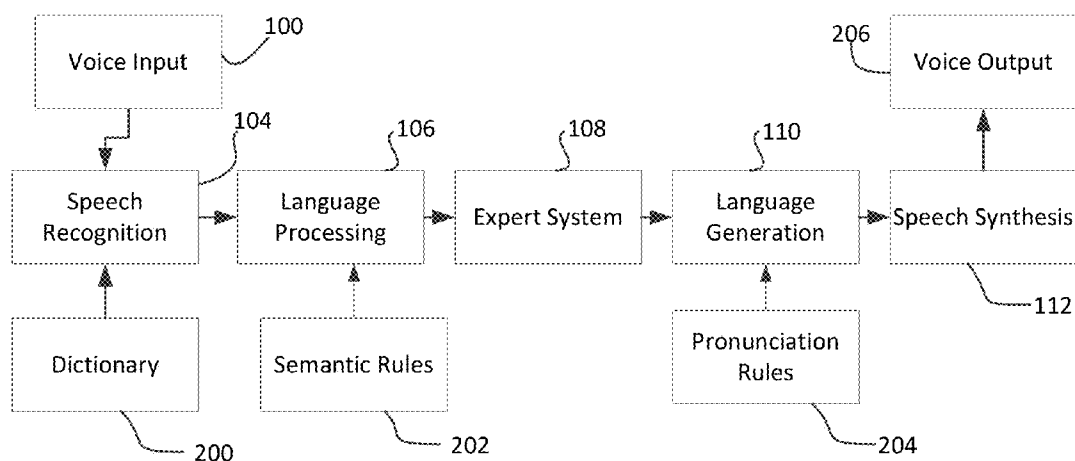 Voice Input
100
206
Voice Output
104
106
108
110
Speech
Recognition
Language
Processing
Expert System
Language
Generation
Speech Synthesis
112
Dictionary
Semantic Rules
Pronunciation
Rules
200
202
204